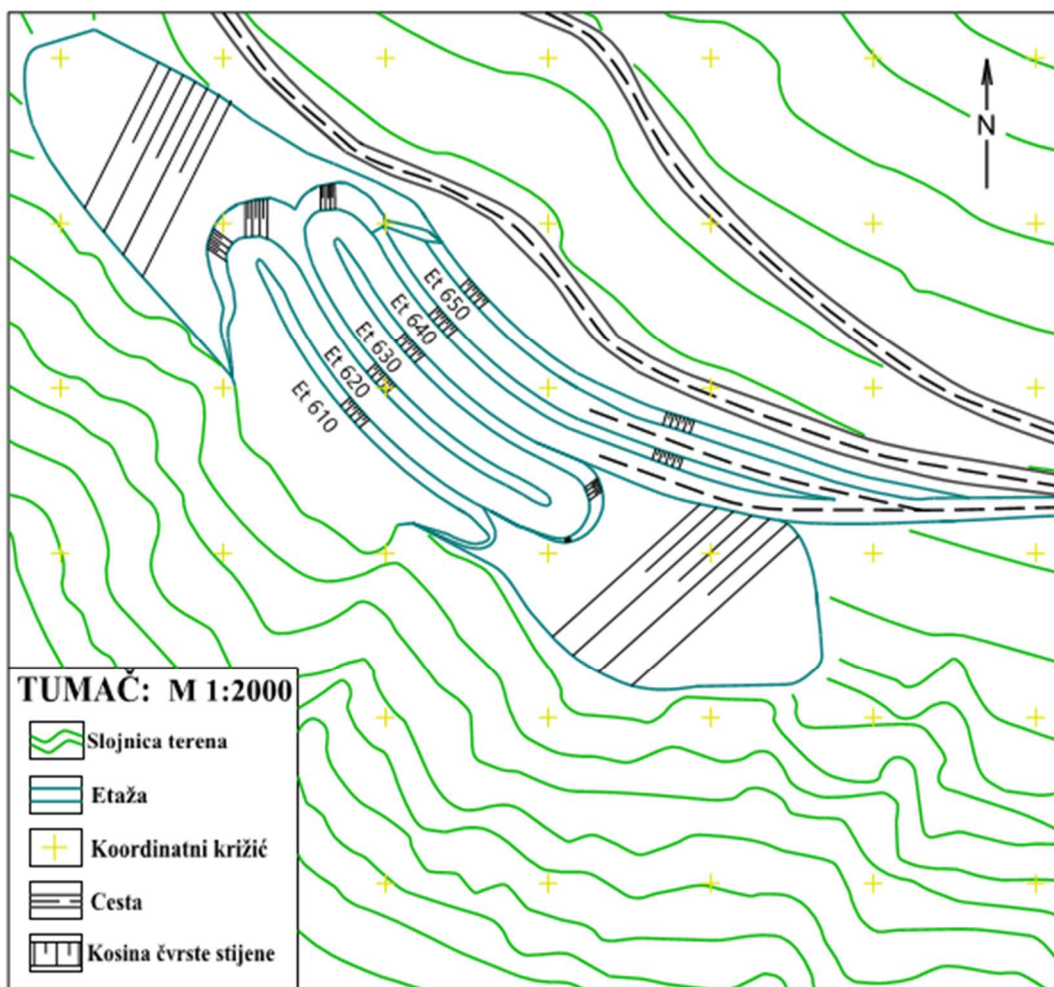 N
Et 650
Et 640
Et 630
Et 620
Et 610
TUMAČ: M 1:2000
Slojnica terena
Etaža
Koordinatni križić
Cesta
Kosina čvrste stijene